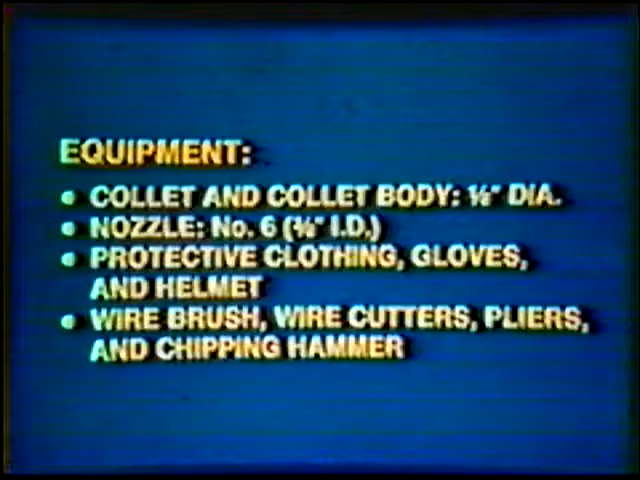 EQUIPMENT:
• COLLET AND COLLET BODY: ⅛" DIA.
• NOZZLE: No. 6 (⅜" I.D.)
• PROTECTIVE CLOTHING, GLOVES,
AND HELMET
• WIRE BRUSH, WIRE CUTTERS, PLIERS,
AND CHIPPING HAMMER